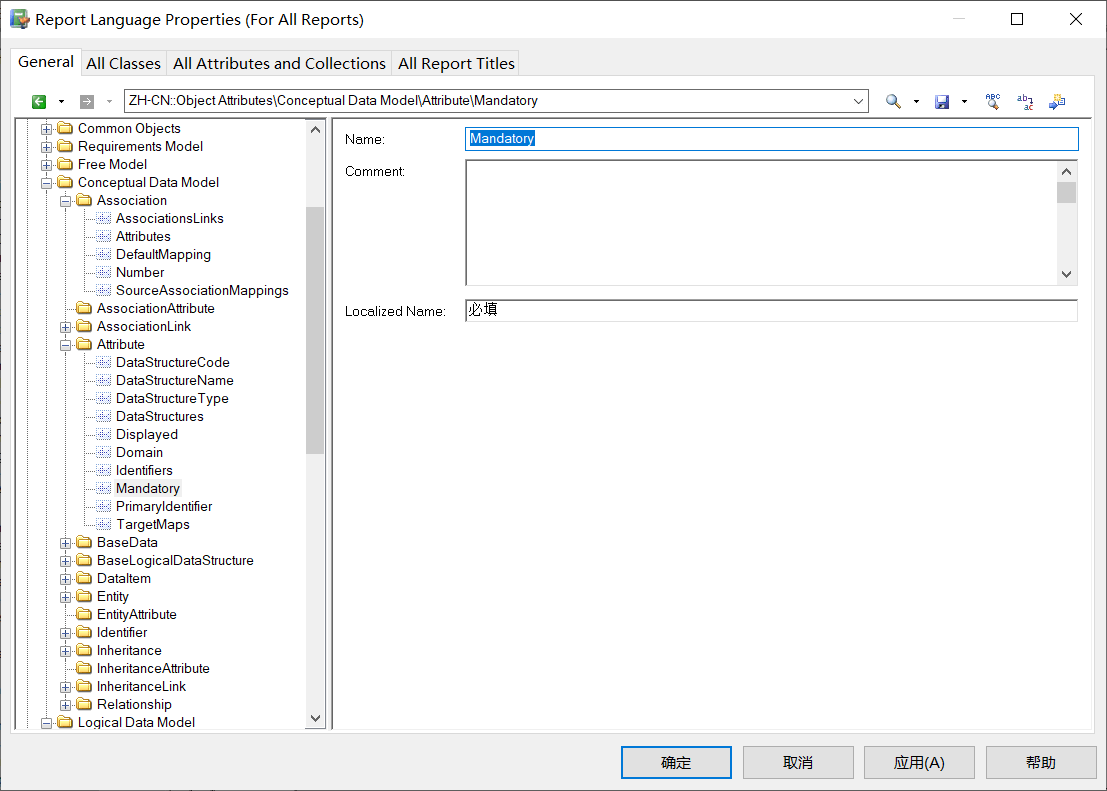 Report Language Properties (For All Reports)
General
All Classes
All Attributes and Collections
All Report Titles
ZH-CN::Object Attributes\Conceptual Data Model\Attribute\Mandatory
Common Objects
Requirements Model
Free Model
Conceptual Data Model
Association
AssociationsLinks
Attributes
DefaultMapping
Number
SourceAssociationMappings
AssociationAttribute
AssociationLink
Attribute
DataStructureCode
DataStructureName
DataStructureType
DataStructures
Displayed
Domain
Identifiers
Mandatory
PrimaryIdentifier
TargetMaps
BaseData
BaseLogicalDataStructure
DataItem
Entity
EntityAttribute
Identifier
Inheritance
InheritanceAttribute
InheritanceLink
Relationship
Logical Data Model
Name:
Mandatory
Comment:
Localized Name:
必填
确定
取消
应用(A)
帮助